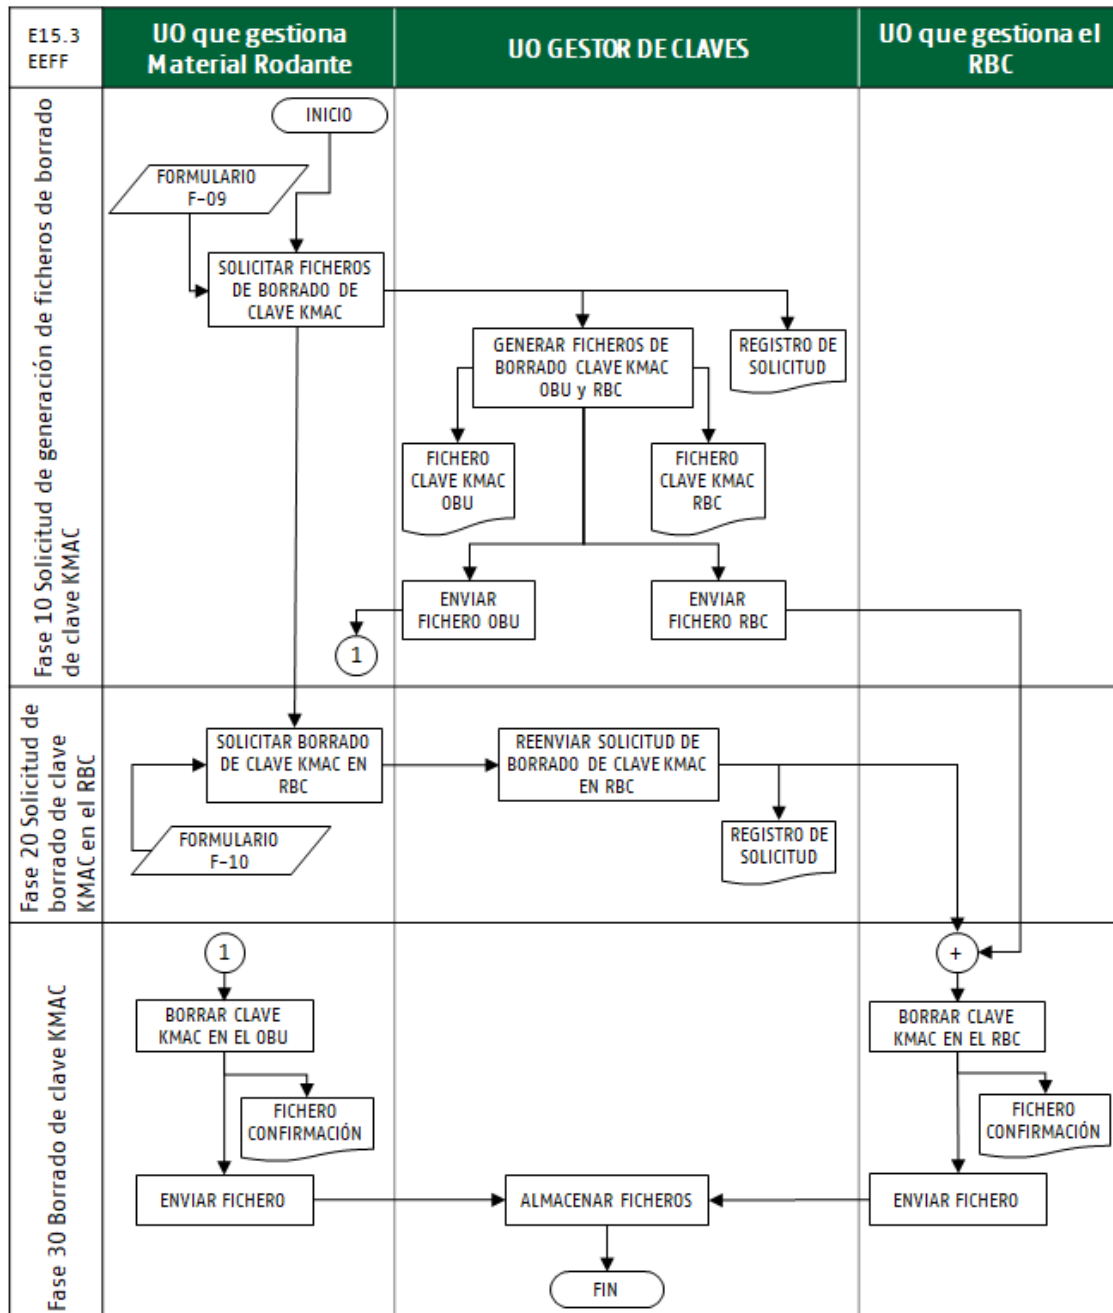 E15.3
EEFF
UO que gestiona
Material Rodante
UO GESTOR DE CLAVES
UO que gestiona el
RBC
Fase 10 Solicitud de generación de ficheros de borrado
de clave KMAC
INICIO
FORMULARIO
F-09
SOLICITAR FICHEROS
DE BORRADO DE
CLAVE KMAC
GENERAR FICHEROS DE
BORRADO CLAVE KMAC
OBU y RBC
REGISTRO DE
SOLICITUD
FICHERO
CLAVE KMAC
OBU
FICHERO
CLAVE KMAC
RBC
ENVIAR
FICHERO OBU
ENVIAR
FICHERO RBC
1
Fase 20 Solicitud de
borrado de clave
KMAC en el RBC
SOLICITAR BORRADO
DE CLAVE KMAC EN
RBC
REENVIAR SOLICITUD DE
BORRADO DE CLAVE KMAC
EN RBC
FORMULARIO
F-10
REGISTRO DE
SOLICITUD
Fase 30 Borrado de clave KMAC
1
+
BORRAR CLAVE
KMAC EN EL OBU
BORRAR CLAVE
KMAC EN EL RBC
FICHERO
CONFIRMACIÓN
FICHERO
CONFIRMACIÓN
ENVIAR FICHERO
ALMACENAR FICHEROS
ENVIAR FICHERO
FIN